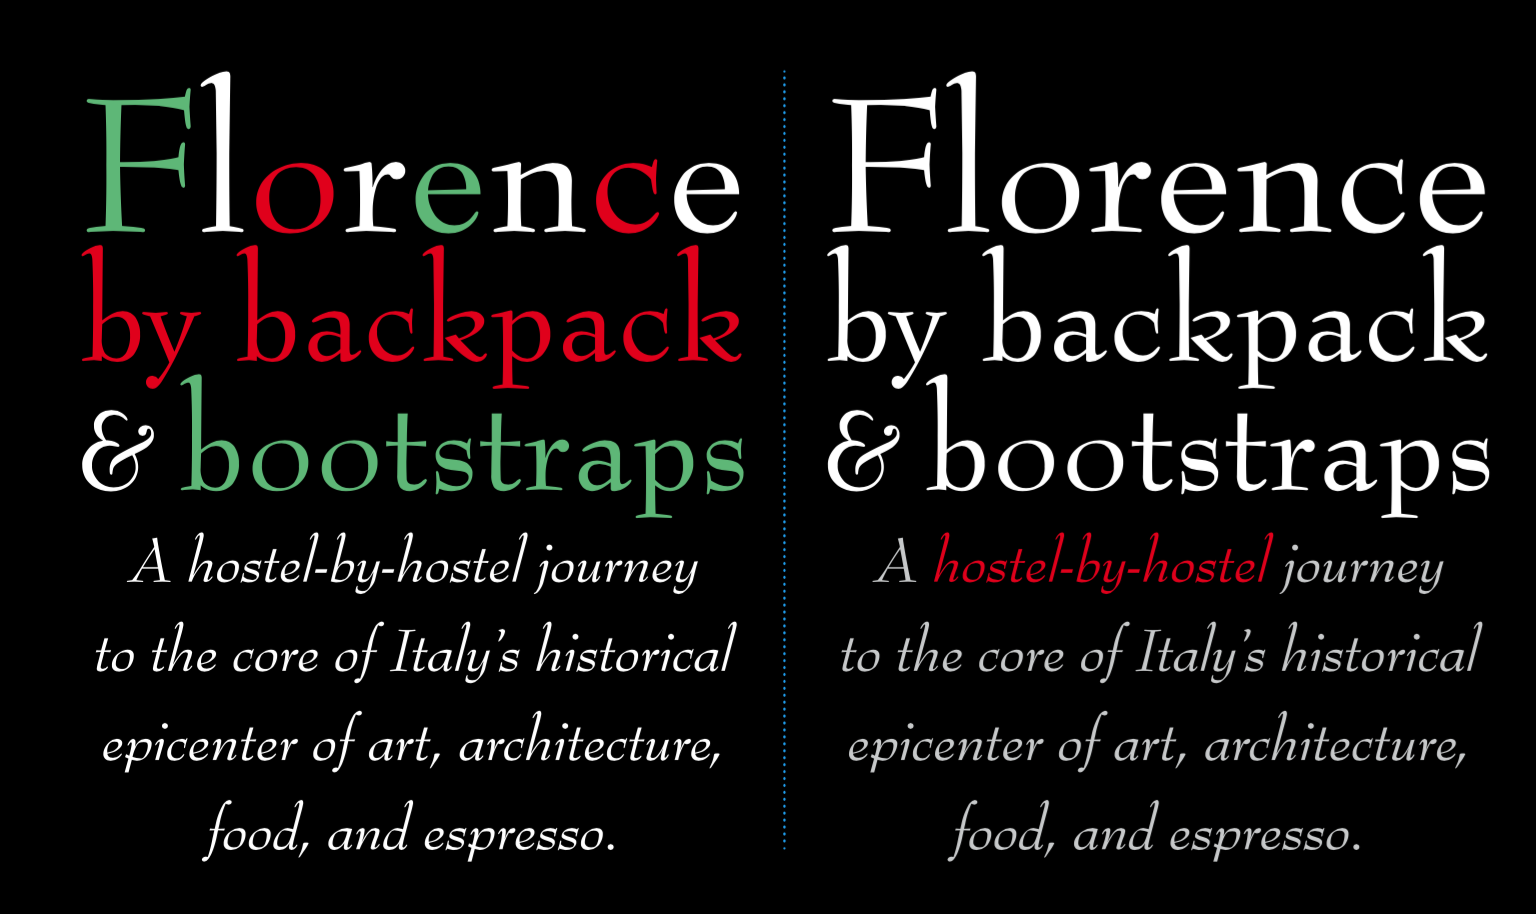 Florence
by backpack
& bootstraps
A hostel-by-hostel journey
to the core of Italy’s historical
epicenter of art, architecture,
food, and espresso.
Florence
by backpack
& bootstraps
A hostel-by-hostel journey
to the core of Italy’s historical
epicenter of art, architecture,
food, and espresso.